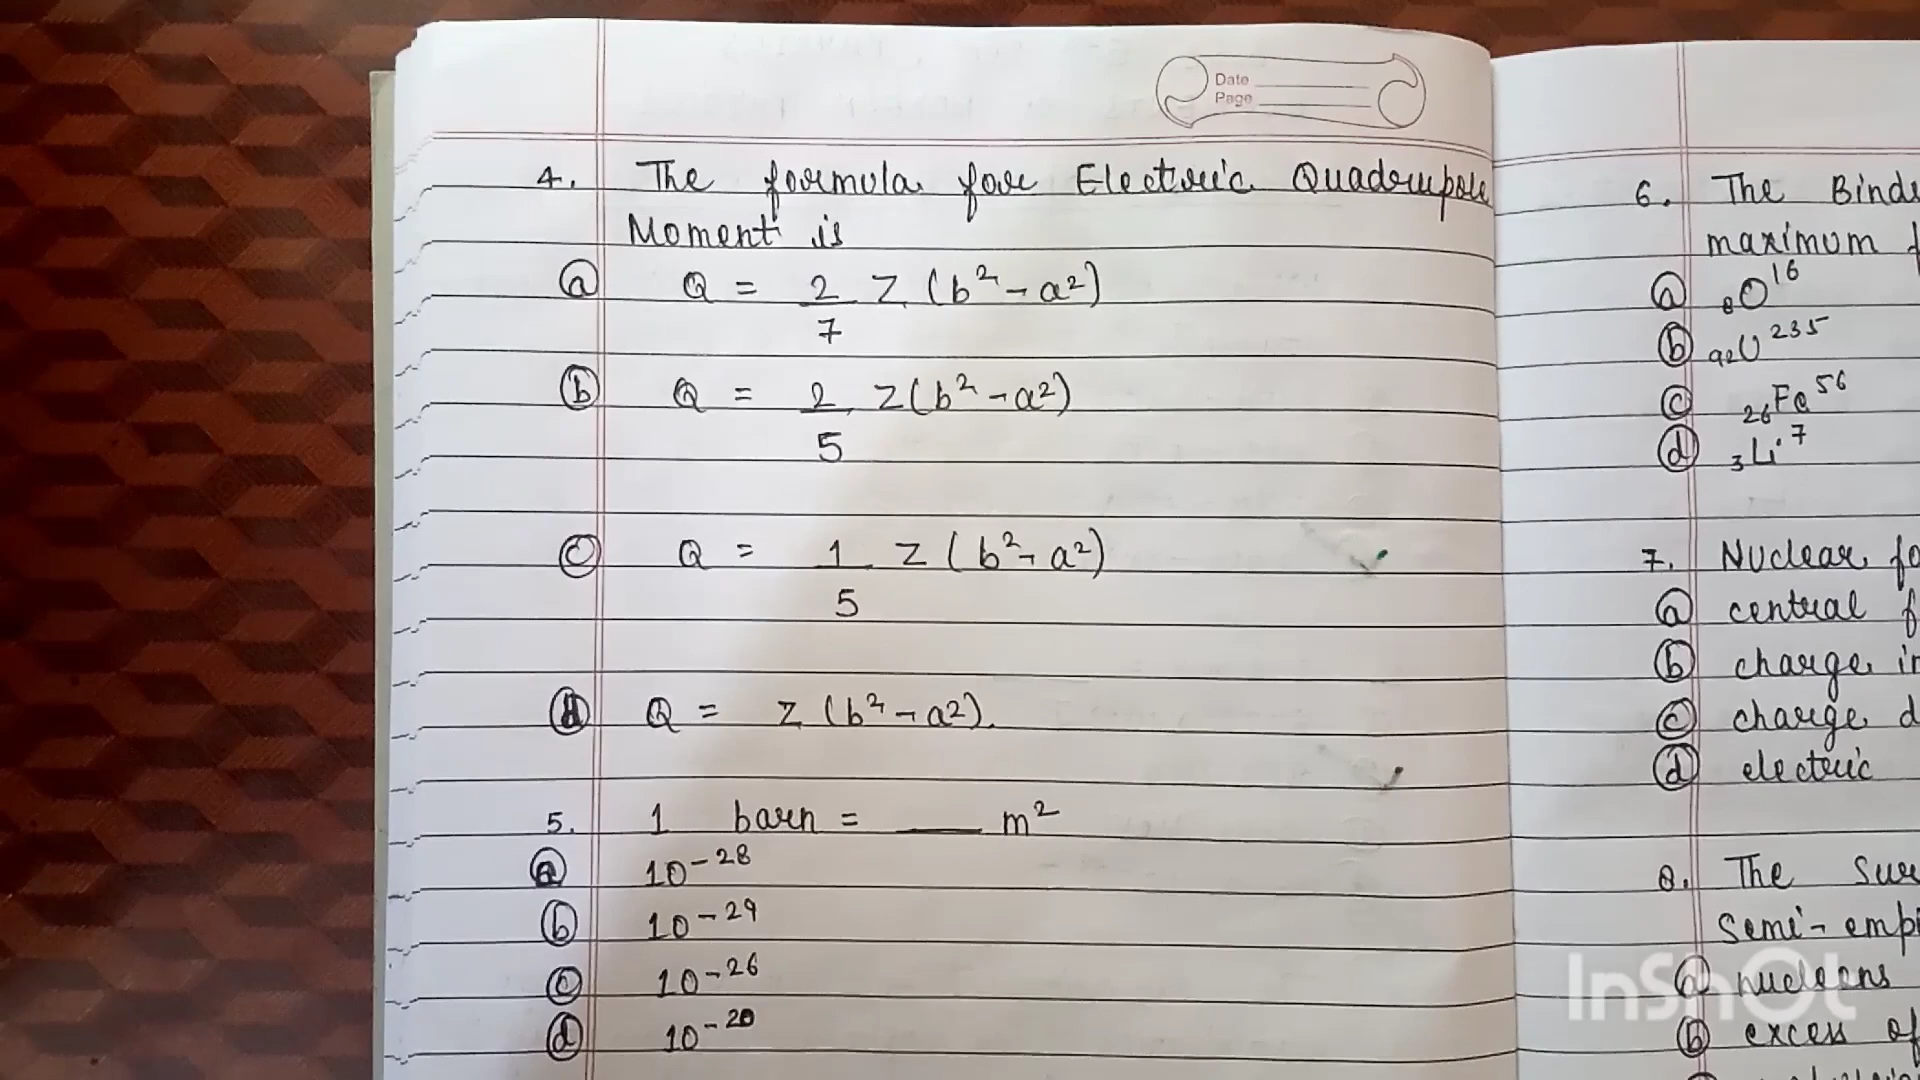 Date
Page
4. The formula for Electric Quadrupole
Moment is
(a) Q = 2/7 Z (b² - a²)
(b) Q = 2/5 Z (b² - a²)
(c) Q = 1/5 Z (b² - a²)
(d) Q = Z (b² - a²).
5. 1 barn = ___ m²
(a) 10⁻²⁸
(b) 10⁻²⁹
(c) 10⁻²⁶
(d) 10⁻²⁰
6. The
maximum
(a) ₈O¹⁶
(b) ₉₂U²³⁵
(c) ₂₆Fe⁵⁶
(d) ₃Li⁷
7. Nuclear
(a) central
(b) charge
(c) charge
(d) electric
8. The
semi-
(a) nucleons
(b) excess of
InShOt